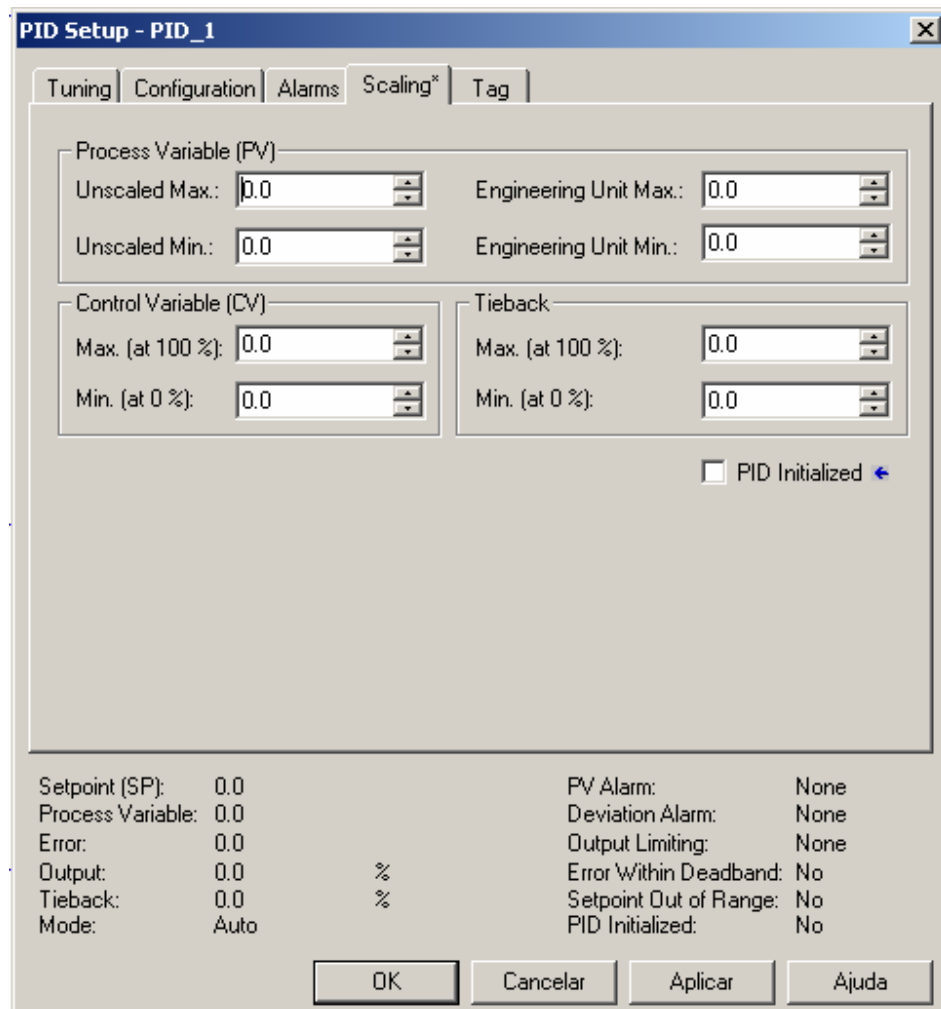 PID Setup - PID_1
Tuning Configuration Alarms Scaling* Tag
Process Variable (PV)
Unscaled Max.: 0.0 Engineering Unit Max.: 0.0
Unscaled Min.: 0.0 Engineering Unit Min.: 0.0
Control Variable (CV) Tieback
Max. (at 100 %): 0.0 Max. (at 100 %): 0.0
Min. (at 0 %): 0.0 Min. (at 0 %): 0.0
PID Initialized
Setpoint (SP): 0.0 PV Alarm: None
Process Variable: 0.0 Deviation Alarm: None
Error: 0.0 Output Limiting: None
Output: 0.0 % Error Within Deadband: No
Tieback: 0.0 % Setpoint Out of Range: No
Mode: Auto PID Initialized: No
OK Cancelar Aplicar Ajuda